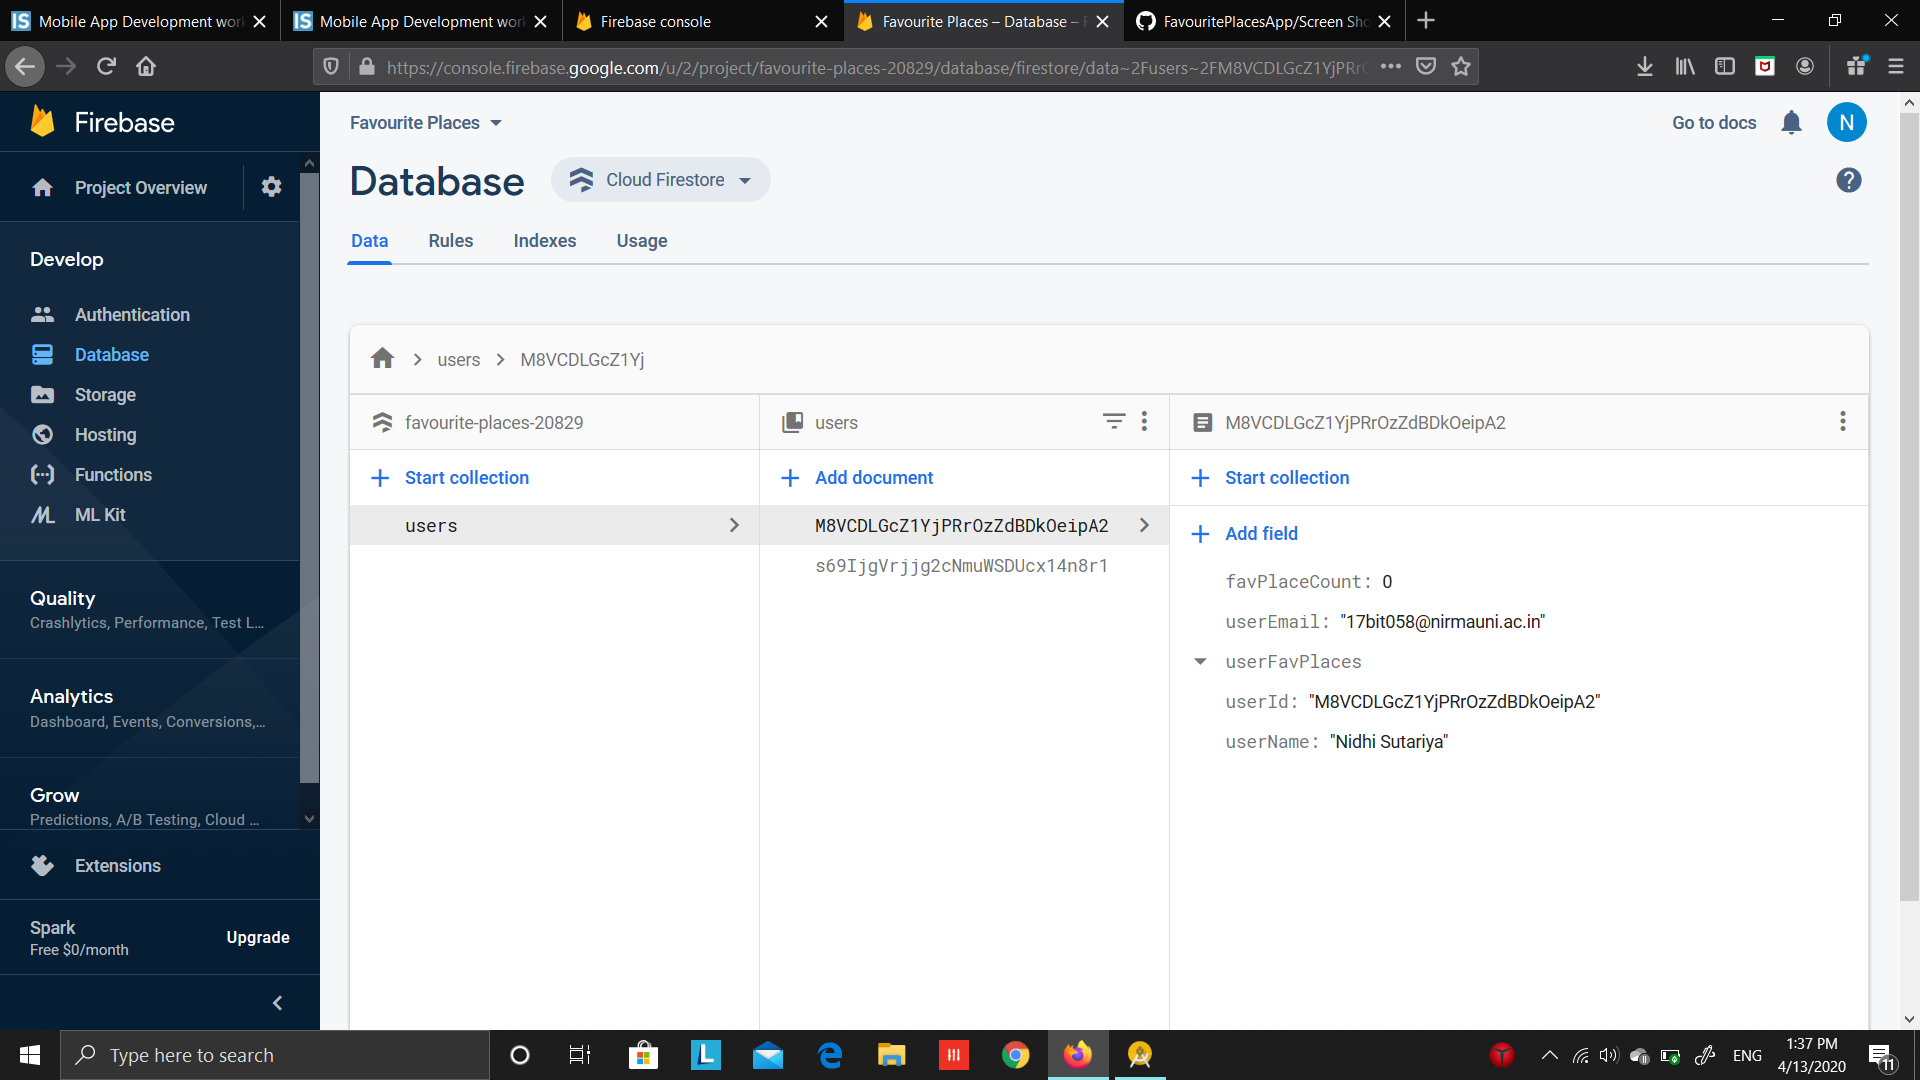 Mobile App Development wor
Mobile App Development wor
Firebase console
Favourite Places – Database –
FavouritePlacesApp/Screen Sho
https://console.firebase.google.com/u/2/project/favourite-places-20829/database/firestore/data~2Fusers~2FM8VCDLGcZ1YjPRrC
Firebase
Favourite Places
Go to docs
N
Project Overview
Database
Cloud Firestore
Data
Rules
Indexes
Usage
Develop
Authentication
Database
Storage
Hosting
Functions
ML Kit
Quality
Crashlytics, Performance, Test L...
Analytics
Dashboard, Events, Conversions,...
Grow
Predictions, A/B Testing, Cloud ...
Extensions
Spark
Free $0/month
Upgrade
users
M8VCDLGcZ1Yj
favourite-places-20829
users
M8VCDLGcZ1YjPRrOzZdBDkOeipA2
Start collection
Add document
Start collection
users
M8VCDLGcZ1YjPRrOzZdBDkOeipA2
s69IjgVrjjg2cNmuWSDUcx14n8r1
Add field
favPlaceCount: 0
userEmail: "17bit058@nirmauni.ac.in"
userFavPlaces
userId: "M8VCDLGcZ1YjPRrOzZdBDkOeipA2"
userName: "Nidhi Sutariya"
Type here to search
ENG
1:37 PM
4/13/2020
11